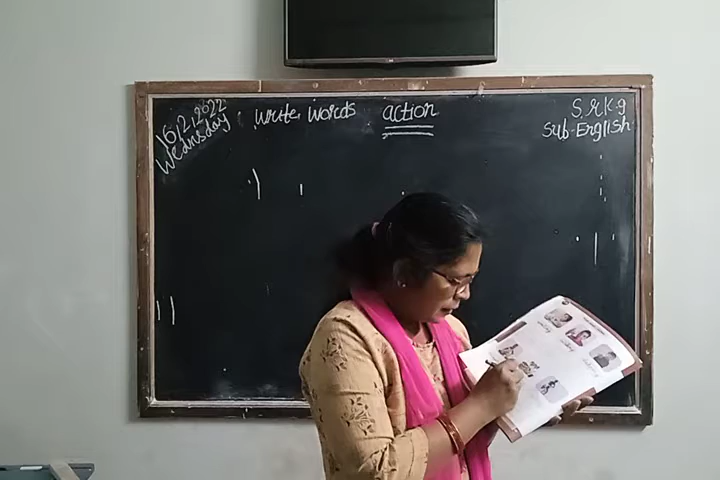 16,2,2022
Wednesday
write words action
S.r.K.g
Sub-English